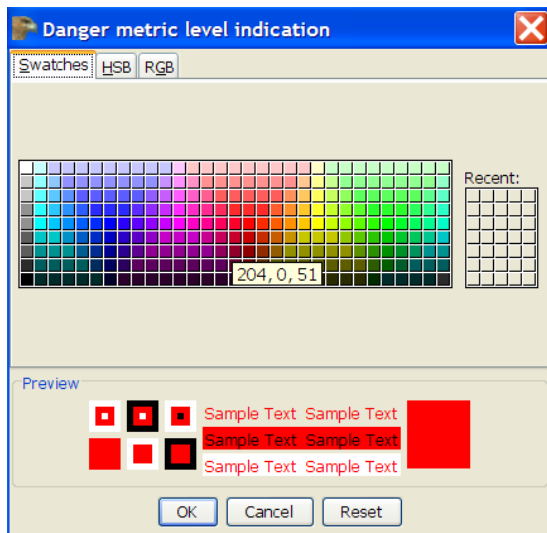 Danger metric level indication
Swatches HSB RGB
Recent:
204, 0, 51
Preview
Sample Text Sample Text
Sample Text Sample Text
Sample Text Sample Text
OK Cancel Reset